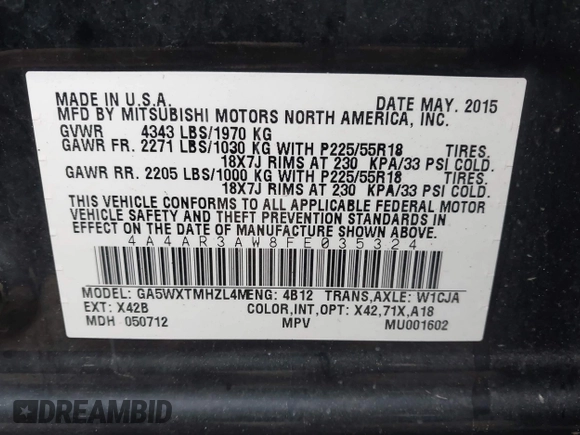 MADE IN U.S.A. DATE MAY. 2015
MFD BY MITSUBISHI MOTORS NORTH AMERICA, INC.
GVWR 4343 LBS/1970 KG
GAWR FR. 2271 LBS/1030 KG WITH P225/55R18 TIRES.
18X7J RIMS AT 230 KPA/33 PSI COLD.
GAWR RR. 2205 LBS/1000 KG WITH P225/55R18 TIRES.
18X7J RIMS AT 230 KPA/33 PSI COLD.
THIS VEHICLE CONFORMS TO ALL APPLICABLE FEDERAL MOTOR
VEHICLE SAFETY AND THEFT PREVENTION STANDARDS IN
EFFECT ON THE DATE OF MANUFACTURE SHOWN ABOVE.
4A4AR3AW8FE035324
MODEL: GA5WXTMHZL4M ENG: 4B12 TRANS,AXLE: W1CJA
EXT: X42B COLOR,INT,OPT: X42,71X,A18
MDH 050712 MPV MU001602
DREAMBID